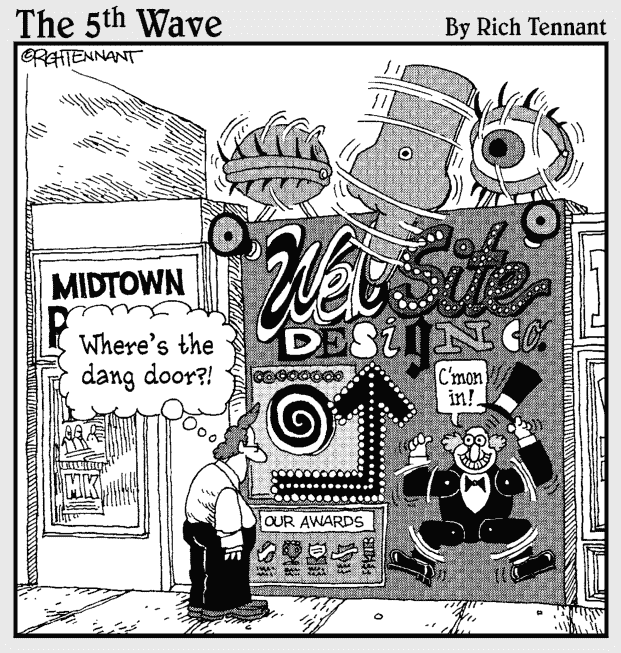 The 5th Wave
By Rich Tennant
©RICHTENNANT
MIDTOWN
Where's the
dang door?!
Web Site
DESigN Co.
C'mon
in!
OUR AWARDS